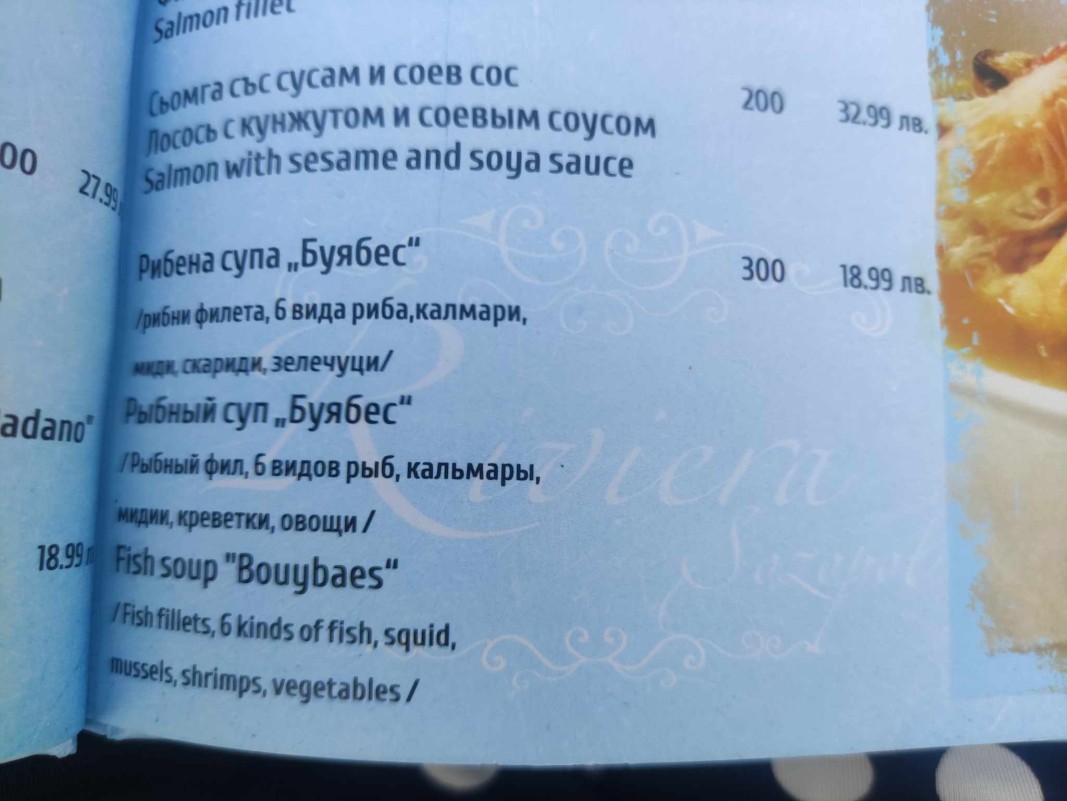 Salmon fillet
Сьомга със сусам и соев сос
200 32.99 лв.
Лосось с кунжутом и соевым соусом
Salmon with sesame and soya sauce
00
27.99
Рибена супа „Буябес“
300 18.99 лв.
/рибни филета, 6 вида риба,калмари,
миди, скариди, зелечуци/
Рыбный суп „Буябес“
adano"
/Рыбный фил, 6 видов рыб, кальмары,
мидии, креветки, овощи /
18.99
Fish soup "Bouybaes“
/Fish fillets, 6 kinds of fish, squid,
mussels, shrimps, vegetables /
Riviera
Sozopol